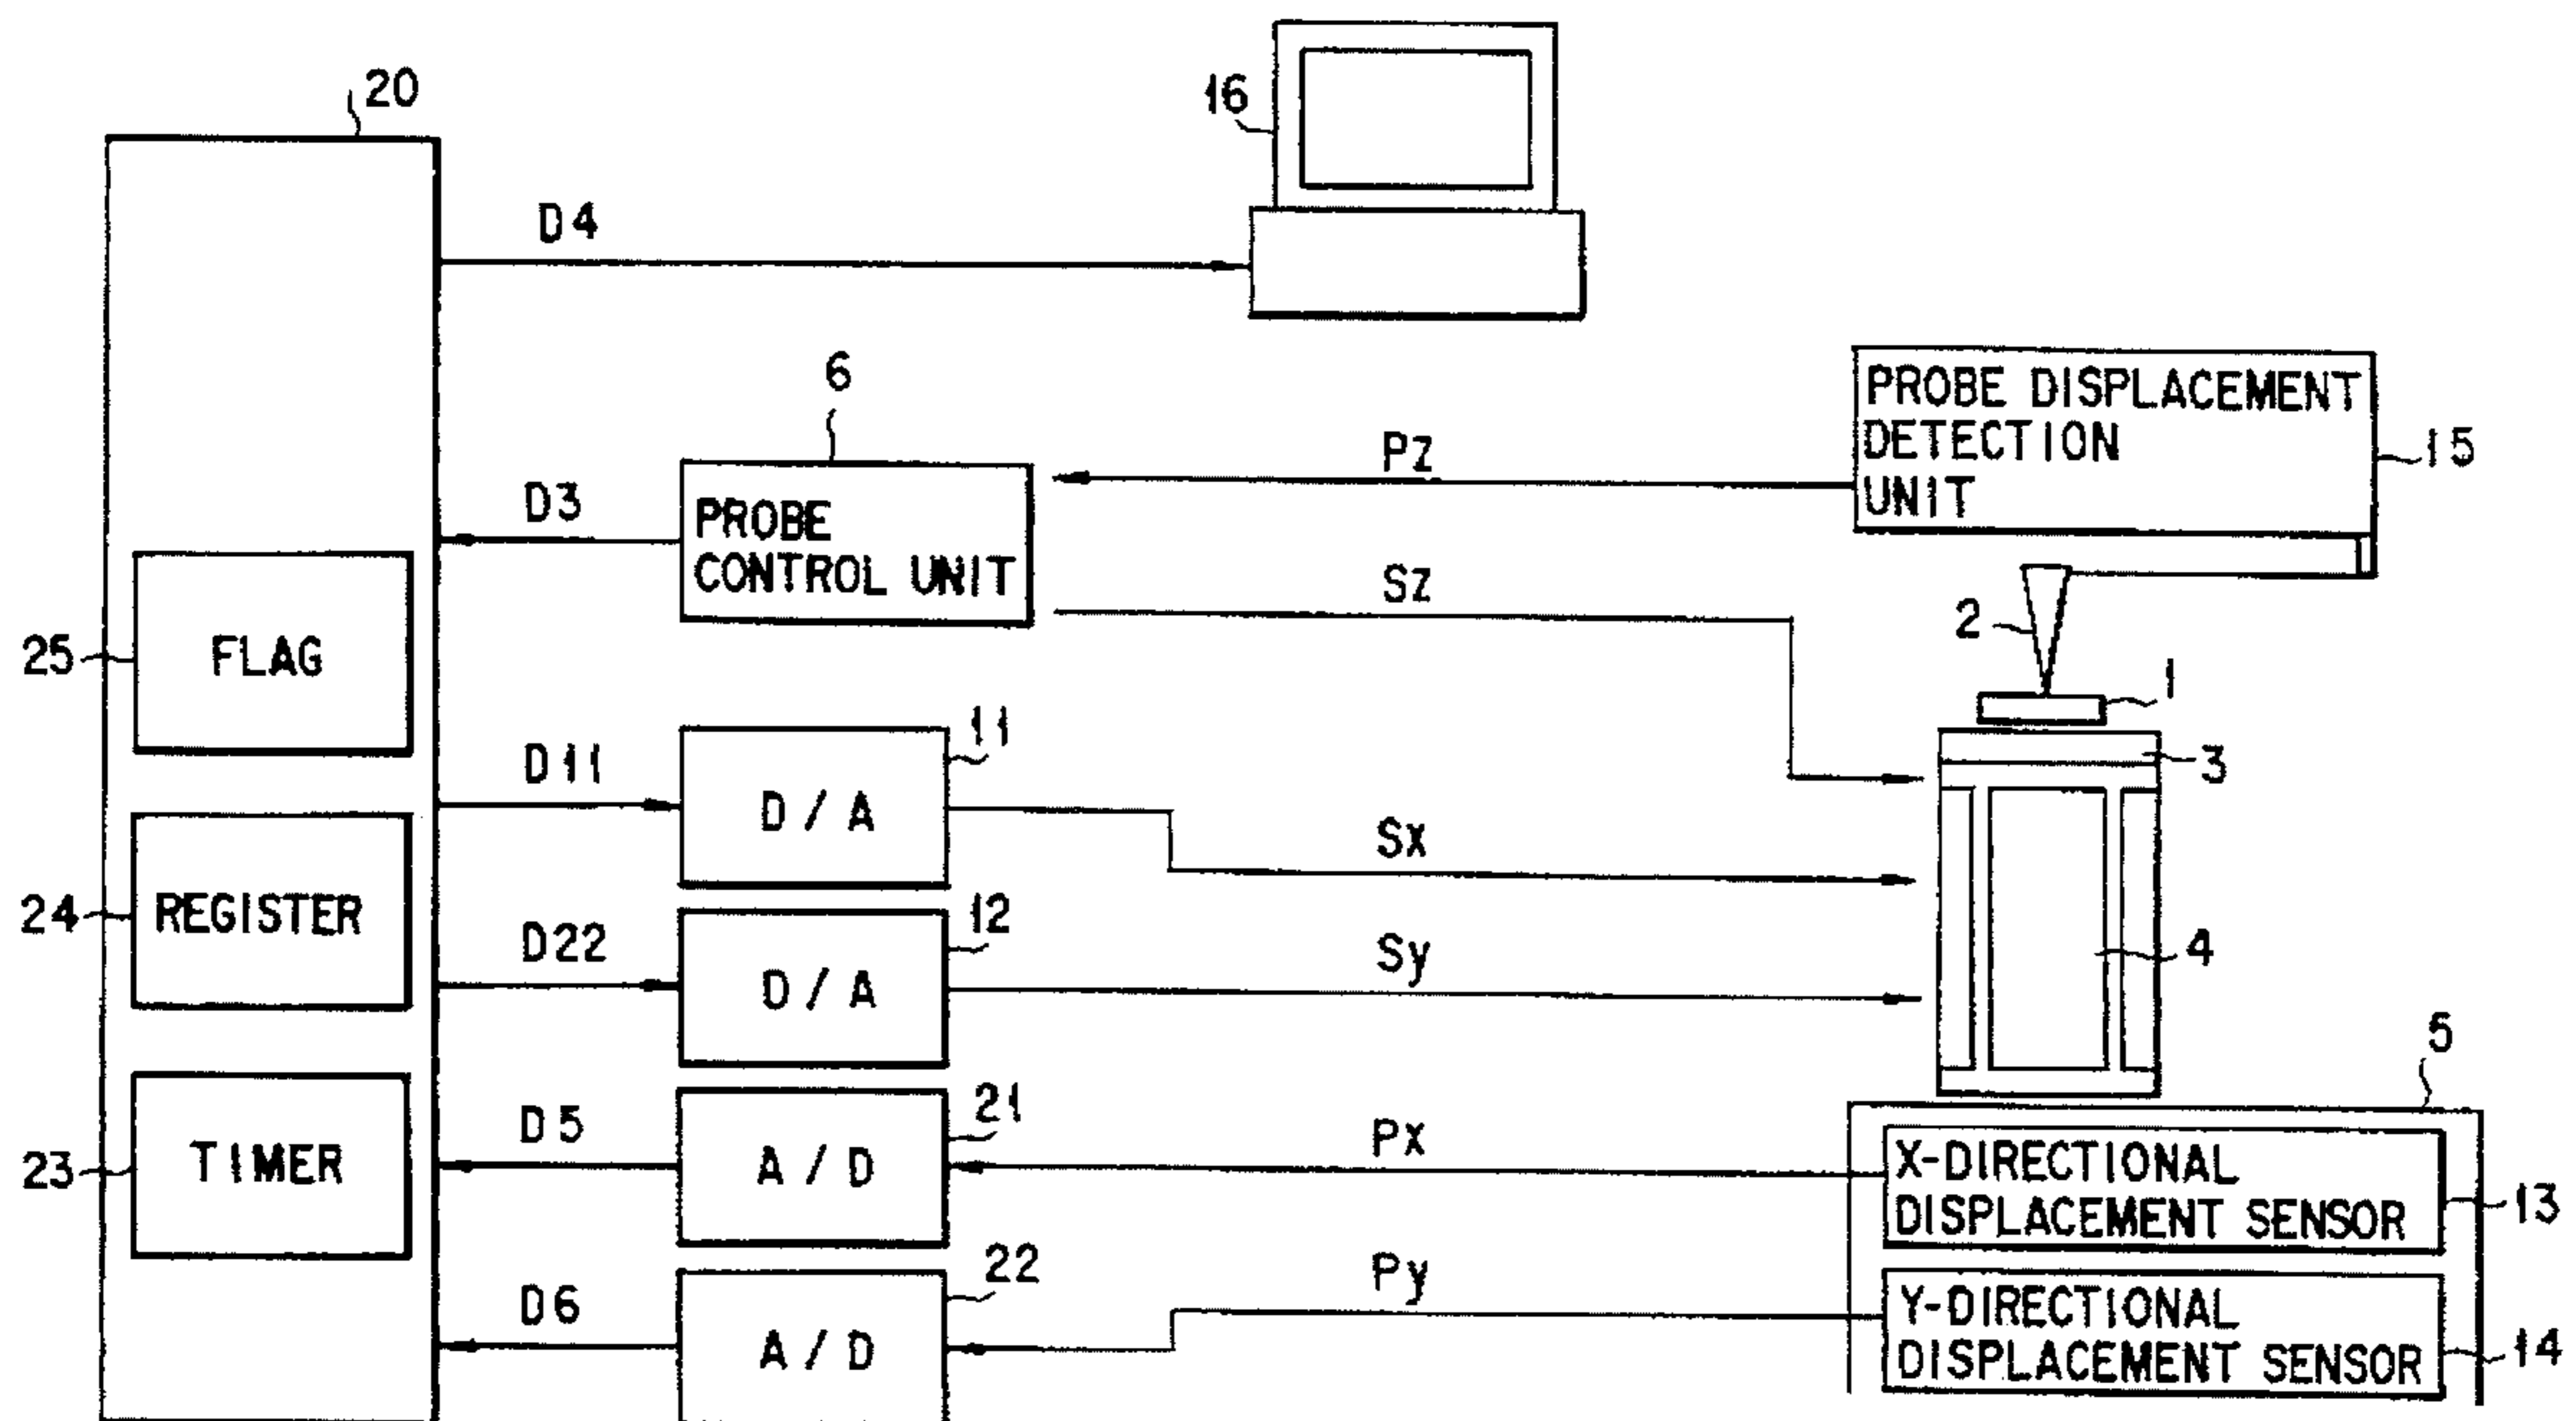 20
16
D4
6
PROBE DISPLACEMENT
DETECTION
UNIT
15
Pz
D3
PROBE
CONTROL UNIT
Sz
2
25
FLAG
1
11
D11
D / A
3
Sx
24
REGISTER
12
D22
D / A
Sy
4
5
21
D5
Px
23
TIMER
A / D
X-DIRECTIONAL
DISPLACEMENT SENSOR
13
22
D6
Py
A / D
Y-DIRECTIONAL
DISPLACEMENT SENSOR
14